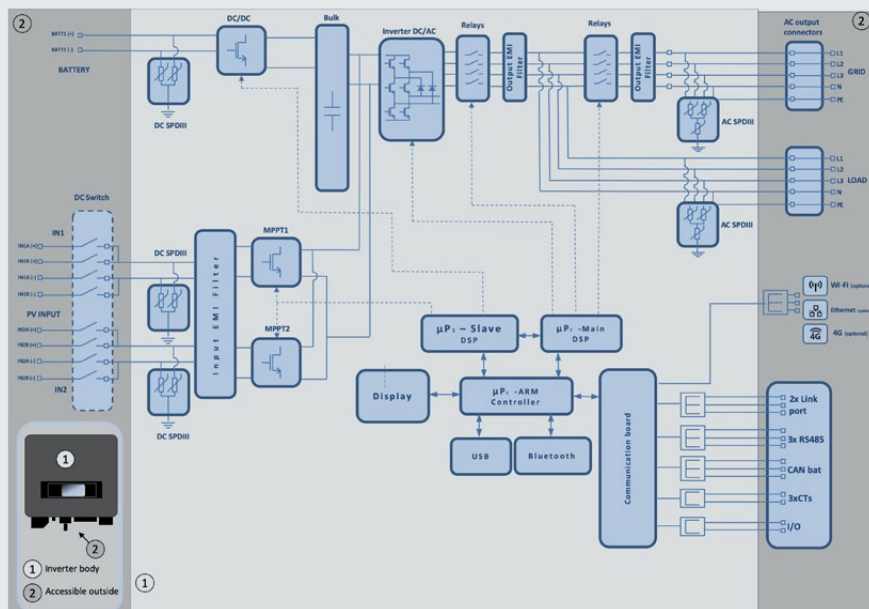 2
DC/DC
Bulk
Inverter DC/AC
Relays
Relays
AC output
connectors
2
BATT1 (+)
BATT1 (-)
BATTERY
DC SPDIII
Output EMI
Filter
Output EMI
Filter
L1
L2
L3
N
PE
GRID
AC SPDIII
L1
L2
L3
N
PE
LOAD
AC SPDIII
DC Switch
IN1
IN1A (+)
IN1B (+)
IN1A (-)
IN1B (-)
PV INPUT
IN2A (+)
IN2B (+)
IN2A (-)
IN2B (-)
IN2
DC SPDIII
DC SPDIII
Input EMI Filter
MPPT1
MPPT2
µP3 – Slave
DSP
µP1 -Main
DSP
µP2 -ARM
Controller
Display
USB
Bluetooth
Communication board
Wi-Fi (optional)
Ethernet
4G
4G (optional)
2x Link
port
3x RS485
CAN bat
3xCTs
I/O
1
2
1 Inverter body
2 Accessible outside
1